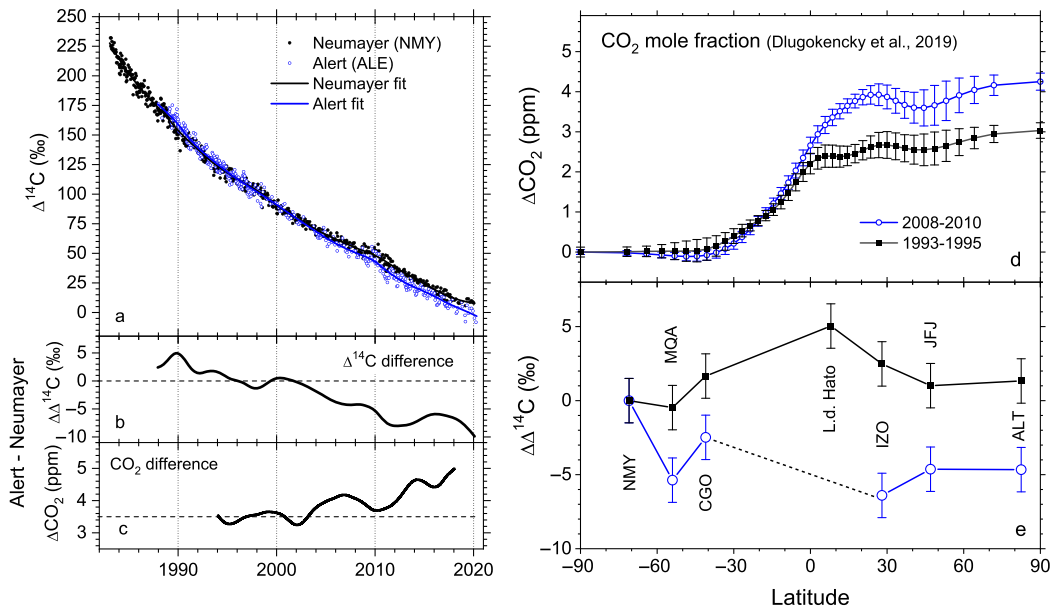 250
225
200
175
150
125
100
75
50
25
0
Δ¹⁴C (‰)
Neumayer (NMY)
Alert (ALE)
Neumayer fit
Alert fit
a
Alert - Neumayer
5
0
−5
−10
ΔΔ¹⁴C (‰)
Δ¹⁴C difference
b
5
4
3
ΔCO₂ (ppm)
CO₂ difference
c
1990
2000
2010
2020
5
4
3
2
1
0
ΔCO₂ (ppm)
CO₂ mole fraction (Dlugokencky et al., 2019)
2008-2010
1993-1995
d
5
0
−5
−10
ΔΔ¹⁴C (‰)
NMY
MQA
CGO
L.d. Hato
IZO
JFJ
ALT
e
−90
−60
−30
0
30
60
90
Latitude